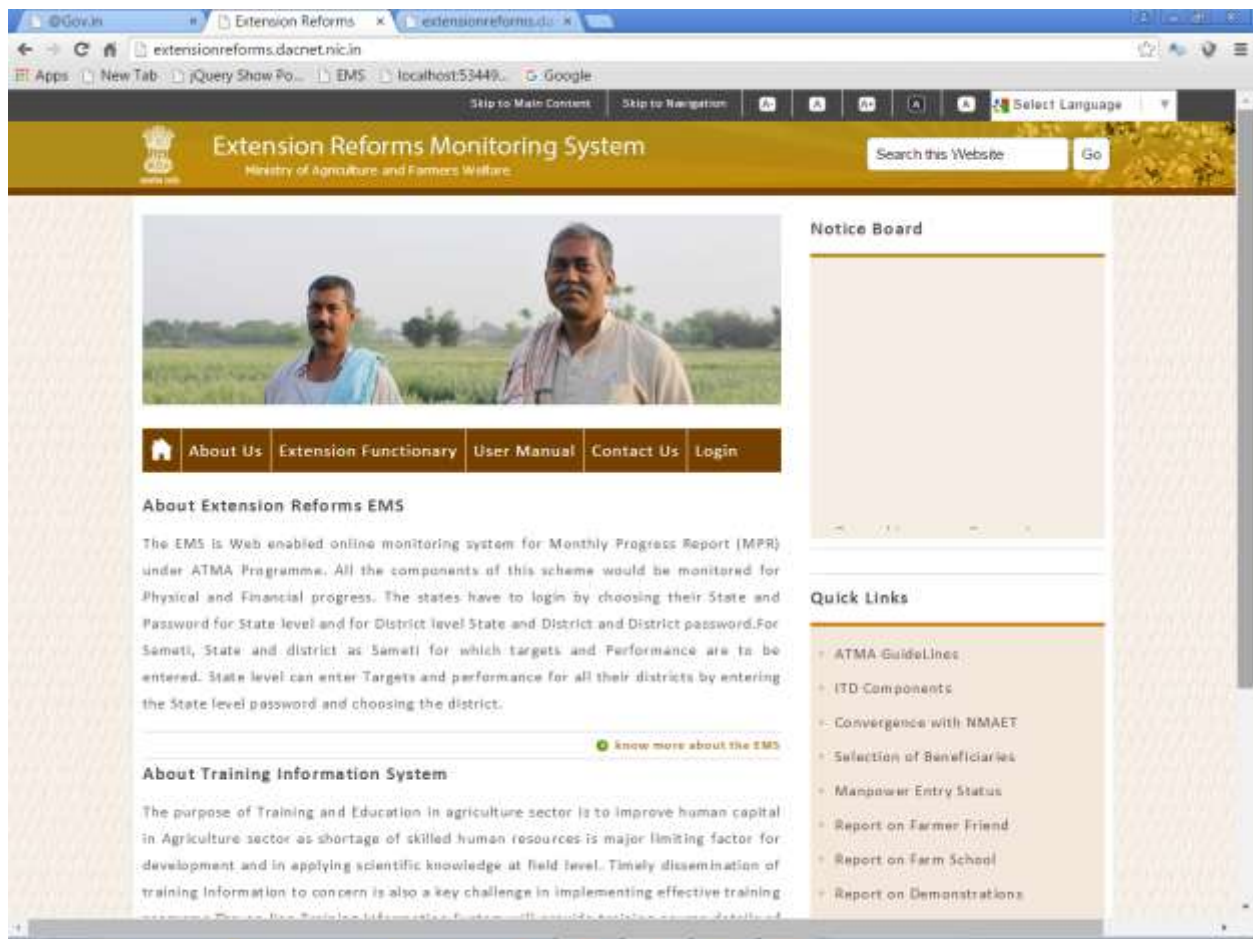 @Gov.in
Extension Reforms
extensionreforms.da
extensionreforms.dacnet.nic.in
Apps New Tab jQuery Show Po... EMS localhost:53449... Google
Skip to Main Content Skip to Navigation A- A A+ A A Select Language
Extension Reforms Monitoring System
Ministry of Agriculture and Farmers Welfare
Search this Website Go
Notice Board
About Us Extension Functionary User Manual Contact Us Login
About Extension Reforms EMS
The EMS is Web enabled online monitoring system for Monthly Progress Report (MPR)
under ATMA Programme. All the components of this scheme would be monitored for
Physical and Financial progress. The states have to login by choosing their State and
Password for State level and for District level State and District and District password.For
Sameti, State and district as Sameti for which targets and Performance are to be
entered. State level can enter Targets and performance for all their districts by entering
the State level password and choosing the district.
know more about the EMS
About Training Information System
The purpose of Training and Education in agriculture sector is to improve human capital
in Agriculture sector as shortage of skilled human resources is major limiting factor for
development and in applying scientific knowledge at field level. Timely dissemination of
training Information to concern is also a key challenge in implementing effective training
Quick Links
ATMA GuideLines
ITD Components
Convergence with NMAET
Selection of Beneficiaries
Manpower Entry Status
Report on Farmer Friend
Report on Farm School
Report on Demonstrations